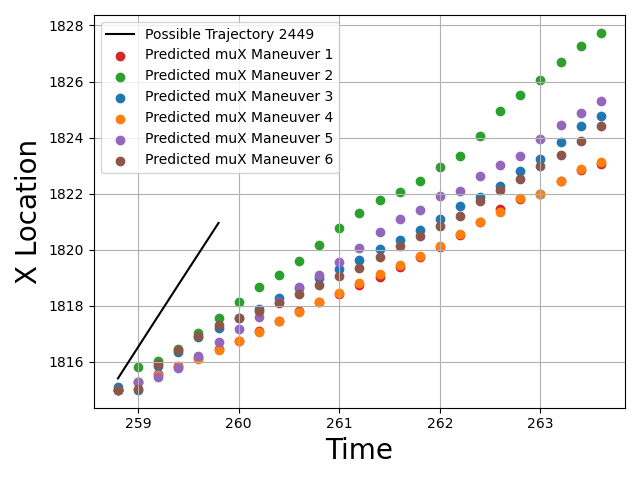 1828
1826
1824
1822
1820
1818
1816
X Location
Possible Trajectory 2449
Predicted muX Maneuver 1
Predicted muX Maneuver 2
Predicted muX Maneuver 3
Predicted muX Maneuver 4
Predicted muX Maneuver 5
Predicted muX Maneuver 6
259 260 261 262 263
Time